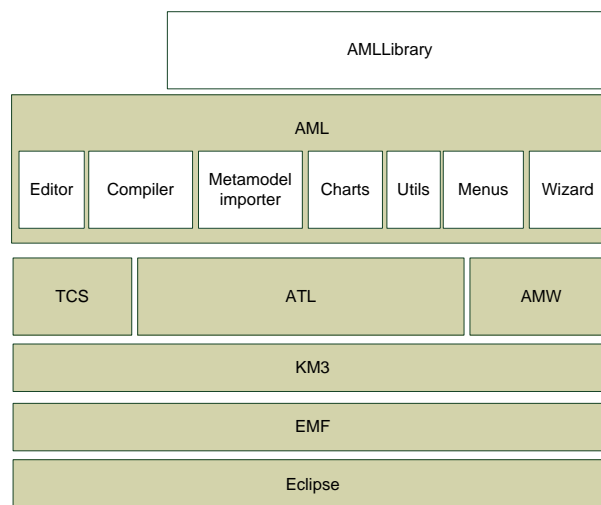 AMLLibrary
AML
Editor
Compiler
Metamodel
importer
Charts
Utils
Menus
Wizard
TCS
ATL
AMW
KM3
EMF
Eclipse